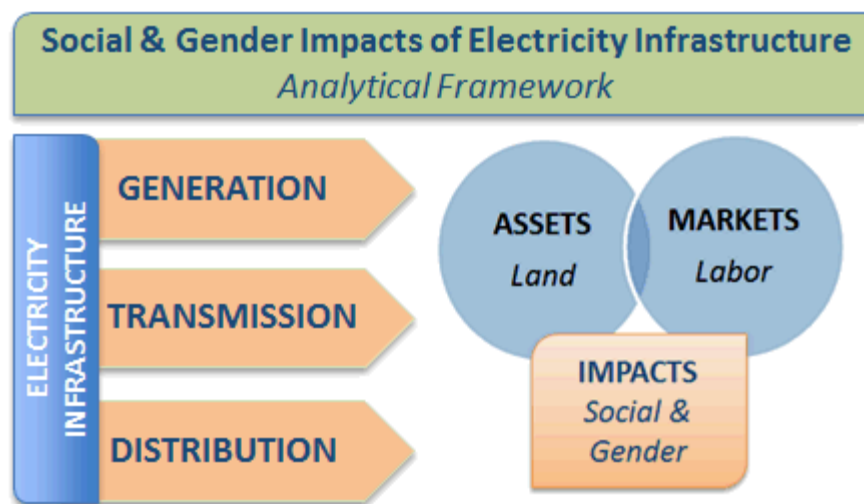 Social & Gender Impacts of Electricity Infrastructure
Analytical Framework
ELECTRICITY
INFRASTRUCTURE
GENERATION
TRANSMISSION
DISTRIBUTION
ASSETS
Land
MARKETS
Labor
IMPACTS
Social &
Gender